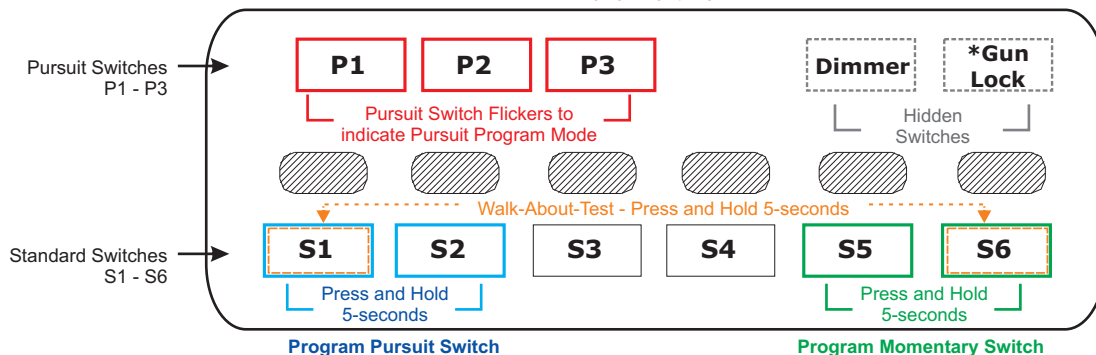 Pursuit Switches
P1 - P3
P1
P2
P3
Dimmer
*Gun
Lock
Pursuit Switch Flickers to
indicate Pursuit Program Mode
Hidden
Switches
Walk-About-Test - Press and Hold 5-seconds
Standard Switches
S1 - S6
S1
S2
S3
S4
S5
S6
Press and Hold
5-seconds
Press and Hold
5-seconds
Program Pursuit Switch
Program Momentary Switch